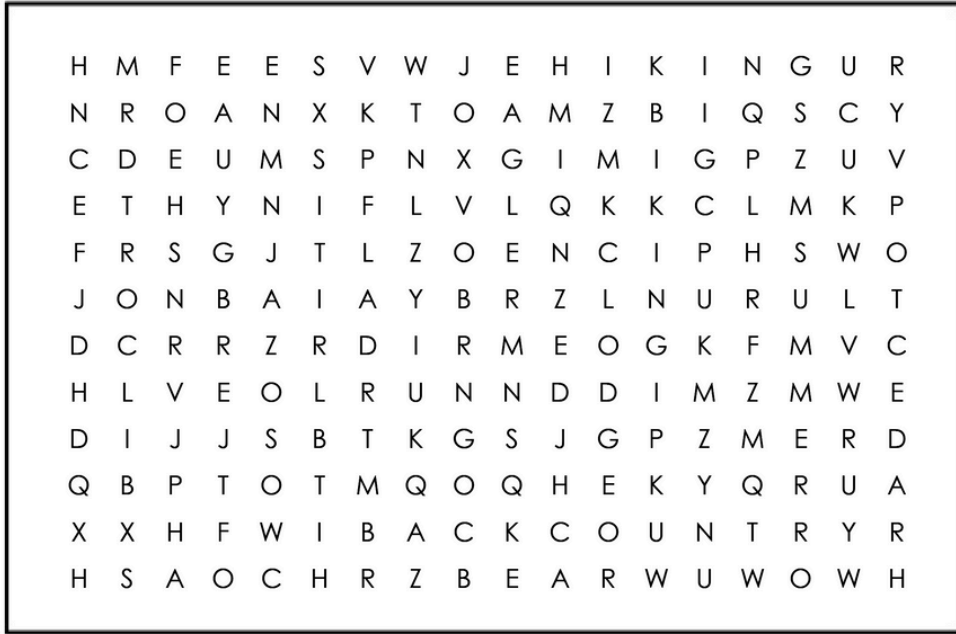 H M F E E S V W J E H I K I N G U R
N R O A N X K T O A M Z B I Q S C Y
C D E U M S P N X G I M I G P Z U V
E T H Y N I F L V L Q K K C L M K P
F R S G J T L Z O E N C I P H S W O
J O N B A I A Y B R Z L N U R U L T
D C R R Z R D I R M E O G K F M V C
H L V E O L R U N N D D I M Z M W E
D I J J S B T K G S J G P Z M E R D
Q B P T O T M Q O Q H E K Y Q R U A
X X H F W I B A C K C O U N T R Y R
H S A O C H R Z B E A R W U W O W H